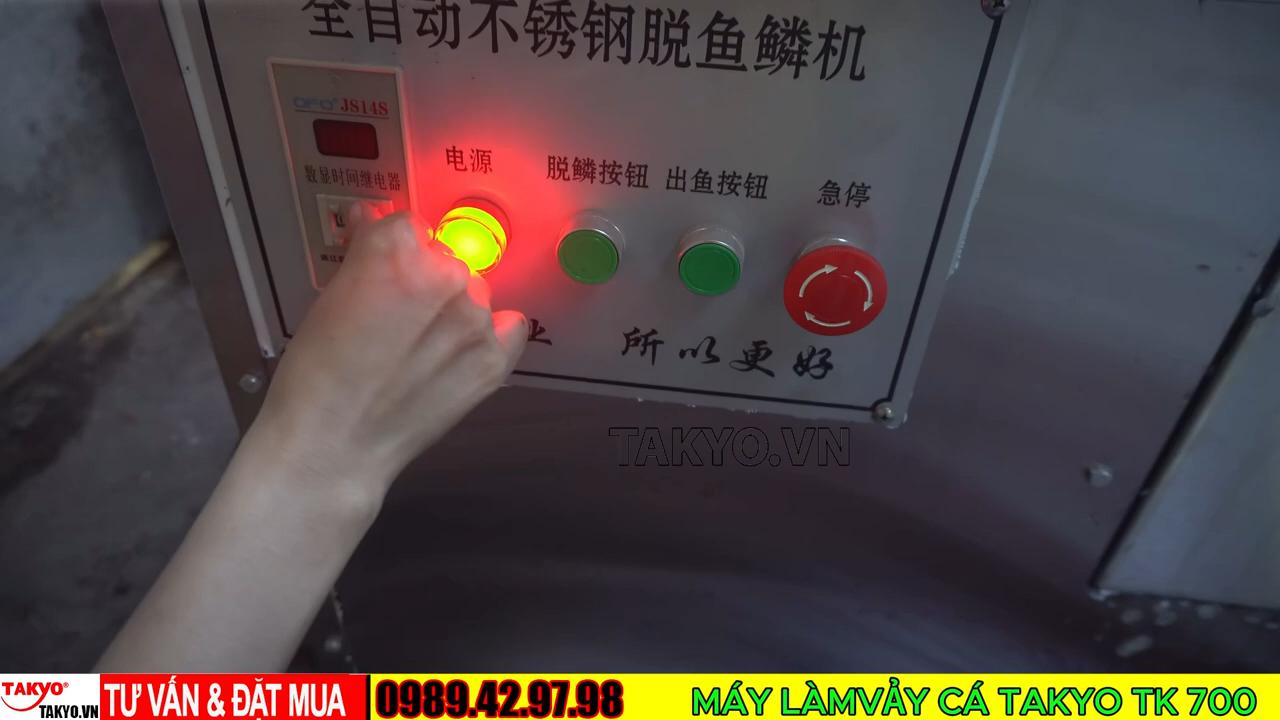 全自动不锈钢脱鱼鳞机
OFO® JS14S
数显时间继电器
电源
脱鳞按钮
出鱼按钮
急停
所以更好
TAKYO.VN
TAKYO®
TAKYO.VN
TƯ VẤN & ĐẶT MUA
0989.42.97.98
MÁY LÀMVẢY CÁ TAKYO TK 700